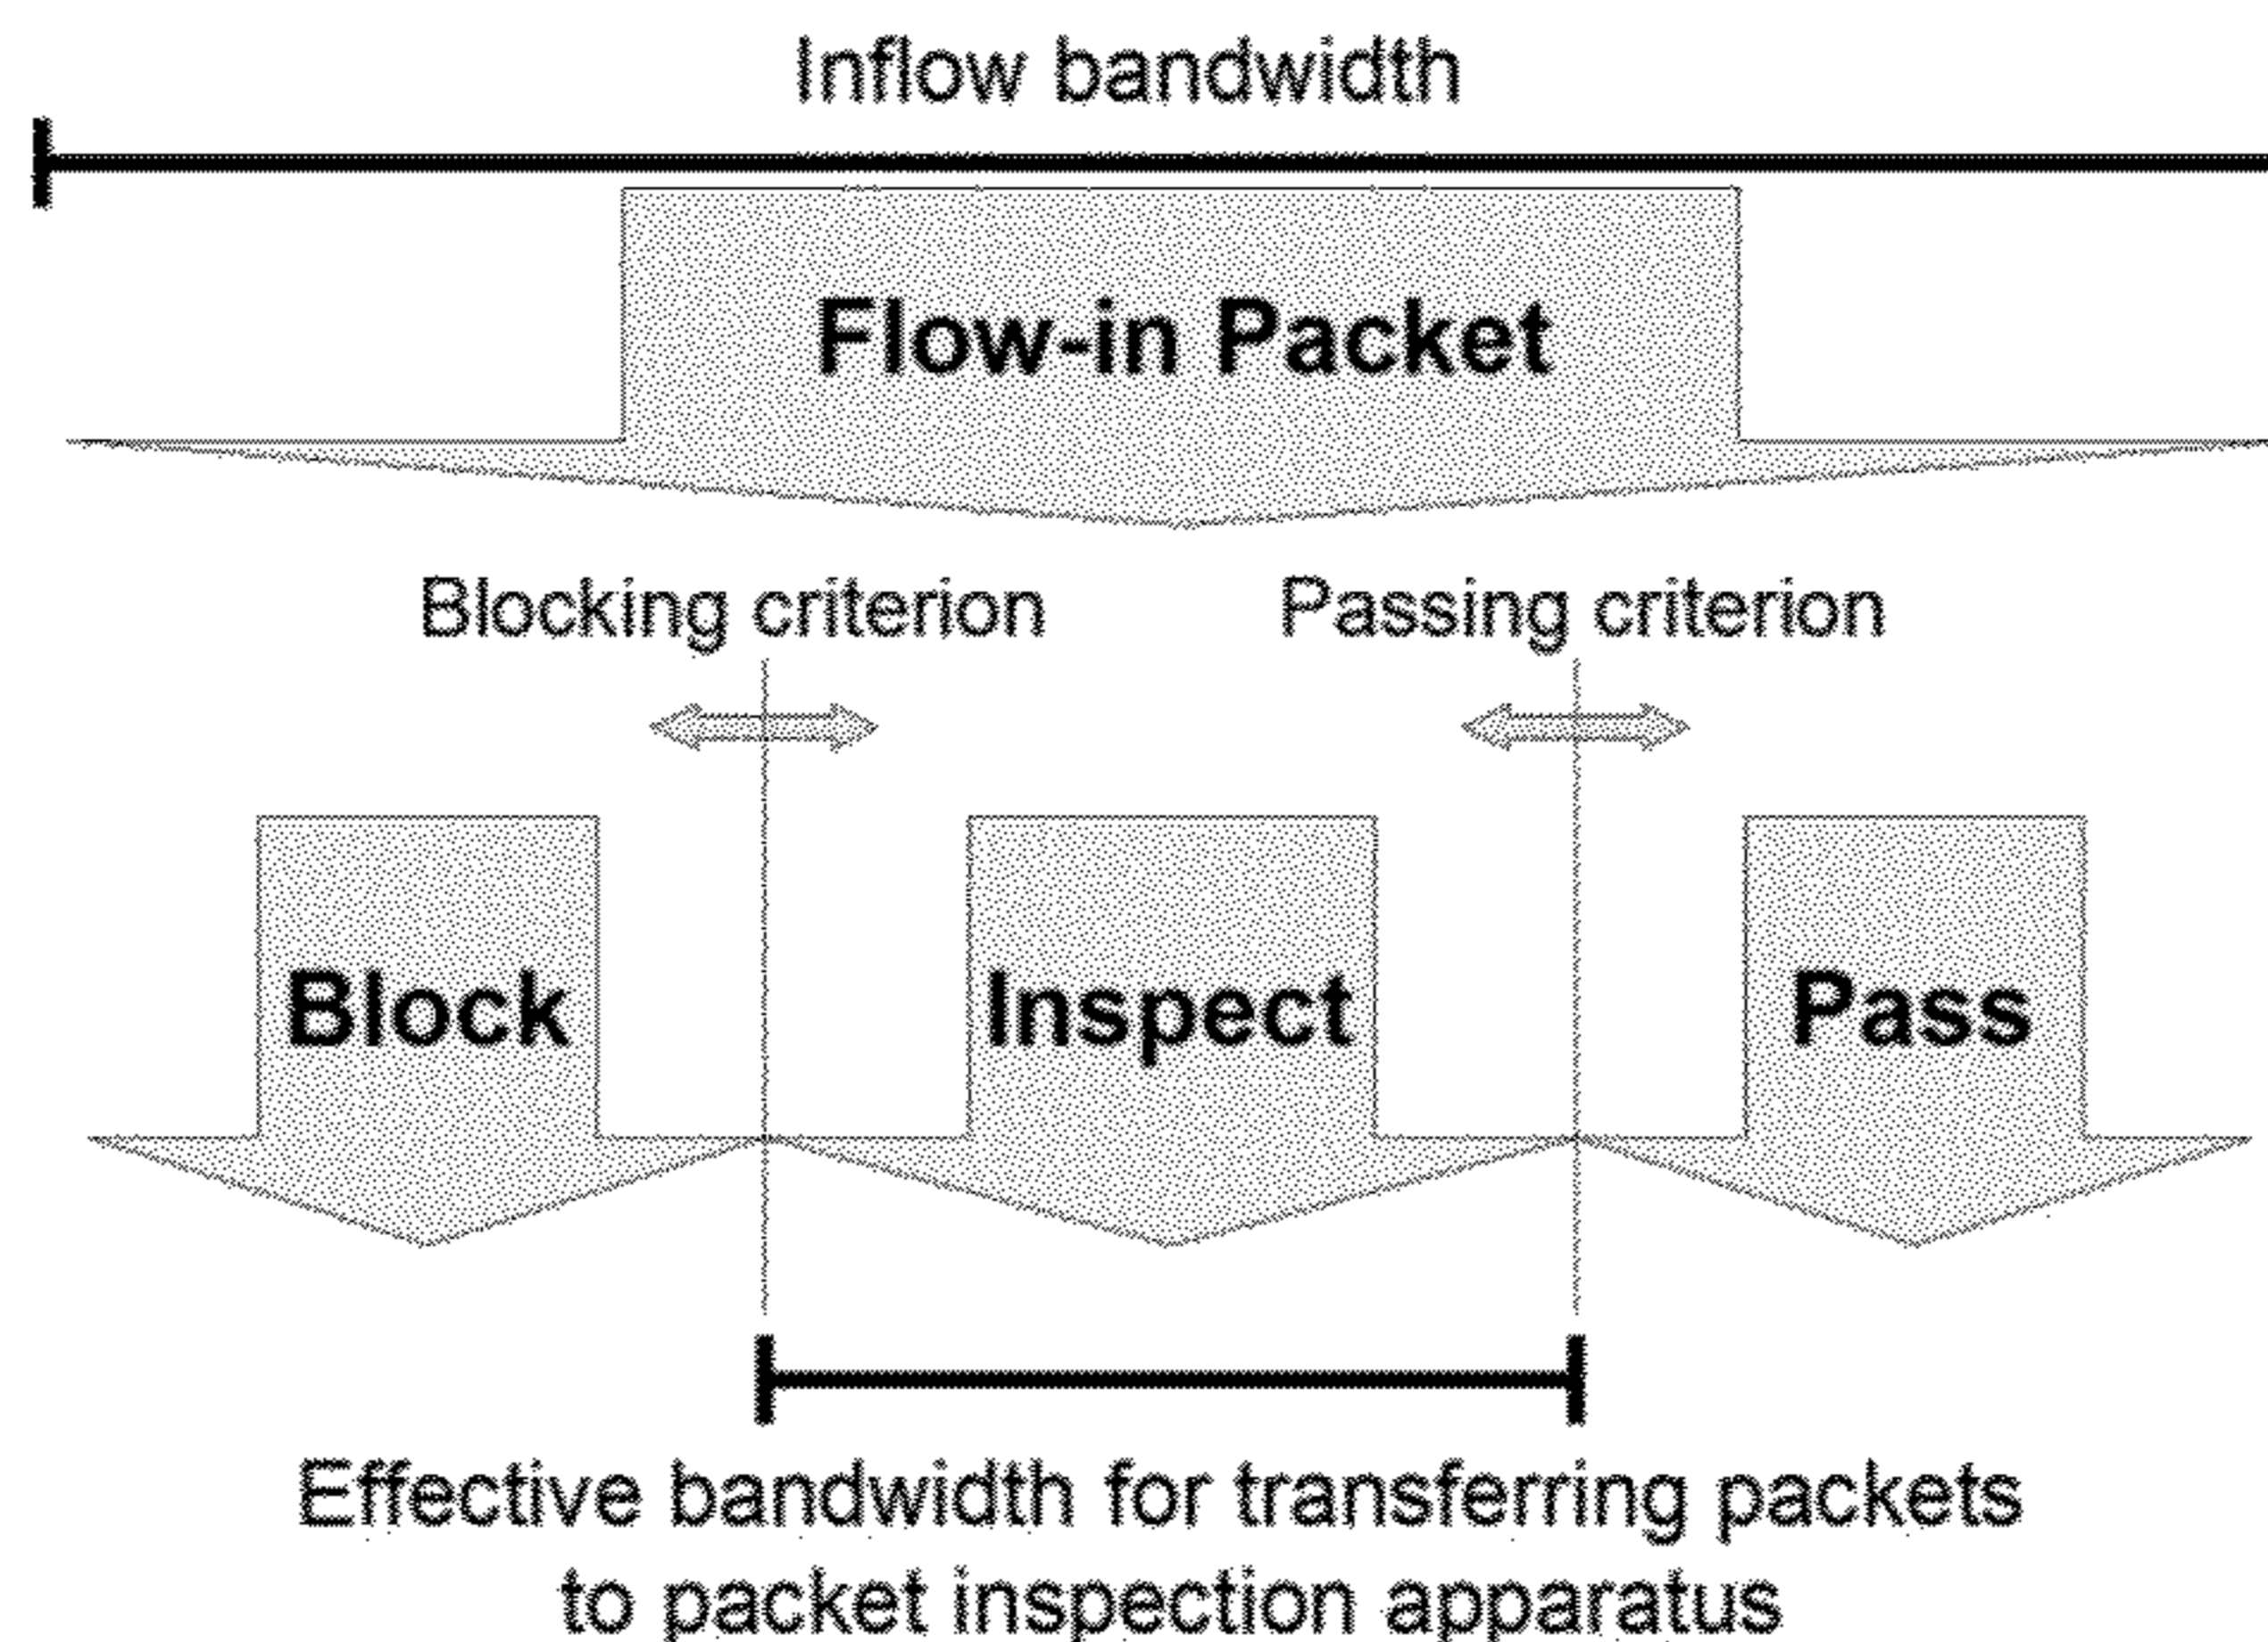 Inflow bandwidth
Flow-in Packet
Blocking criterion
Passing criterion
Block
Inspect
Pass
Effective bandwidth for transferring packets
to packet inspection apparatus